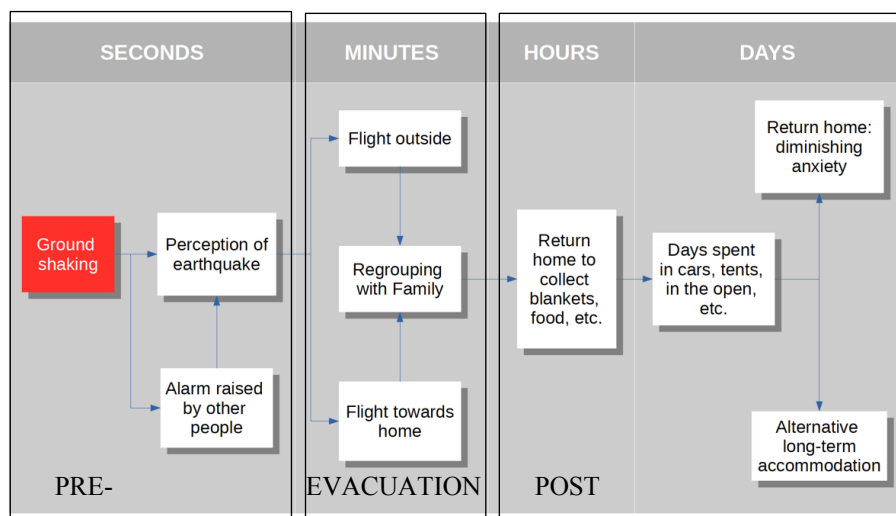 SECONDS
MINUTES
HOURS
DAYS
Ground
shaking
Perception of
earthquake
Alarm raised
by other
people
Flight outside
Regrouping
with Family
Flight towards
home
Return
home to
collect
blankets,
food, etc.
Days spent
in cars, tents,
in the open,
etc.
Return home:
diminishing
anxiety
Alternative
long-term
accommodation
PRE-
EVACUATION
POST